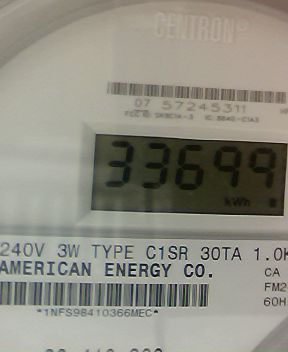 CENTRON®
07 57245311
33699
kWh
240V 3W TYPE C1SR 30TA 1.0K
AMERICAN ENERGY CO.
CA
FM2
60H
*1NFS98410366MEC*